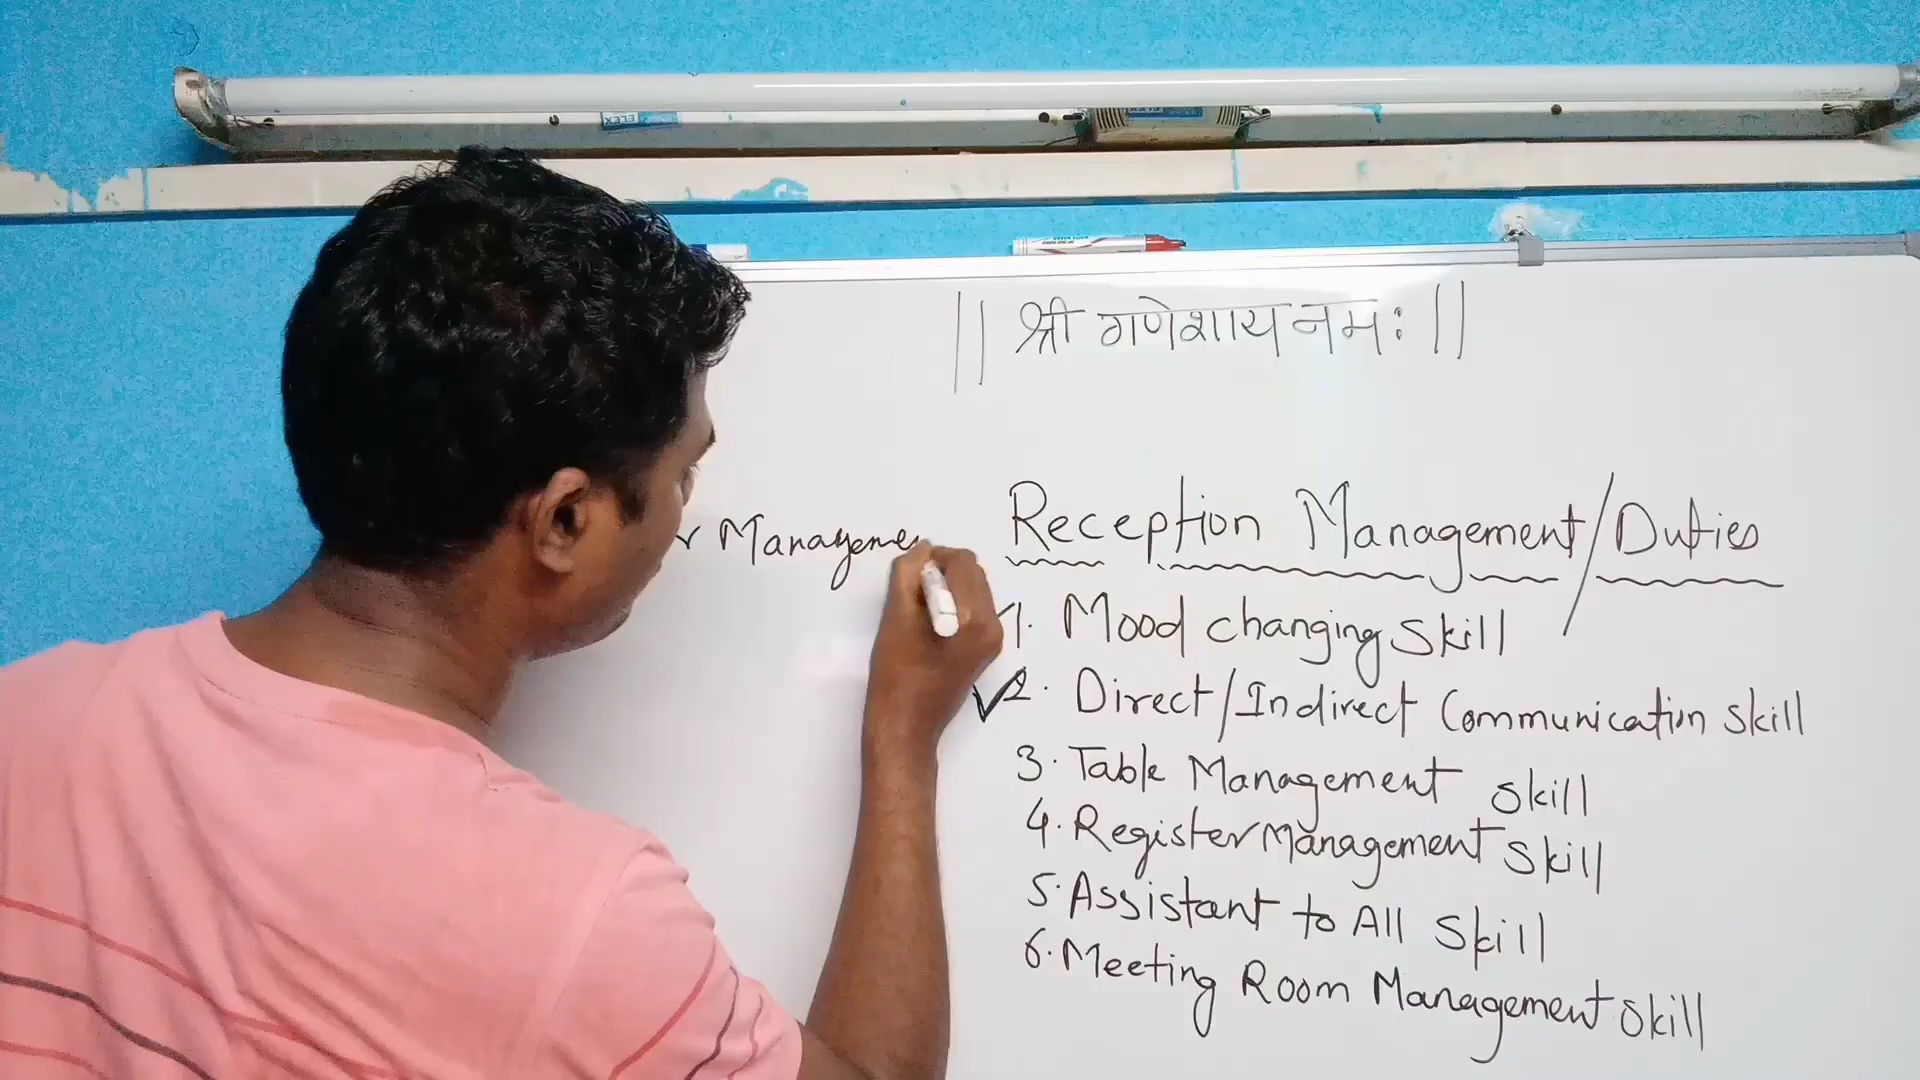 || श्री गणेशाय नमः ||
Reception Management/Duties
1. Mood changing skill
2. Direct/Indirect Communication skill
3. Table Management skill
4. Register Management skill
5. Assistant to All skill
6. Meeting Room Management skill
r Managemen